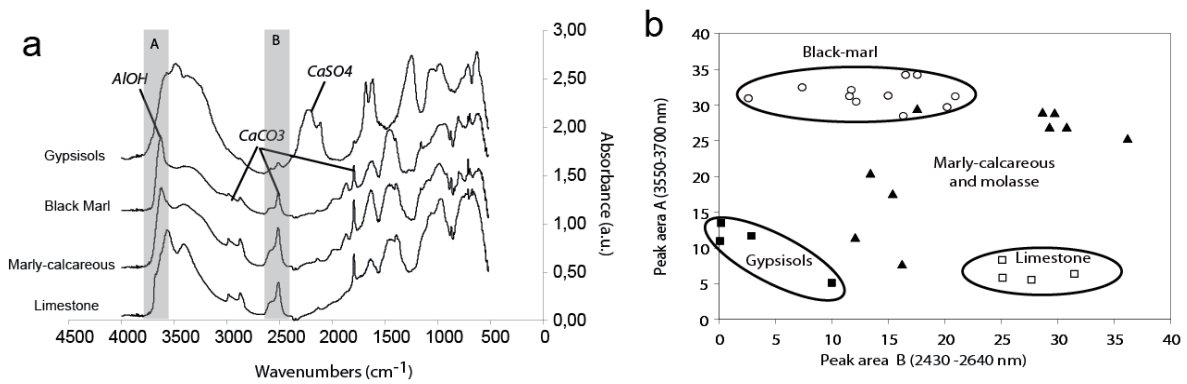 a
A
B
AlOH
CaSO4
CaCO3
Gypsisols
Black Marl
Marly-calcareous
Limestone
3,00
2,50
2,00
1,50
1,00
0,50
0,00
Absorbance (a.u.)
4500 4000 3500 3000 2500 2000 1500 1000 500 0
Wavenumbers (cm-1)
b
40
35
30
25
20
15
10
5
0
Peak aera A (3550-3700 nm)
Black-marl
Marly-calcareous
and molasse
Gypsisols
Limestone
0 5 10 15 20 25 30 35 40
Peak area B (2430 -2640 nm)